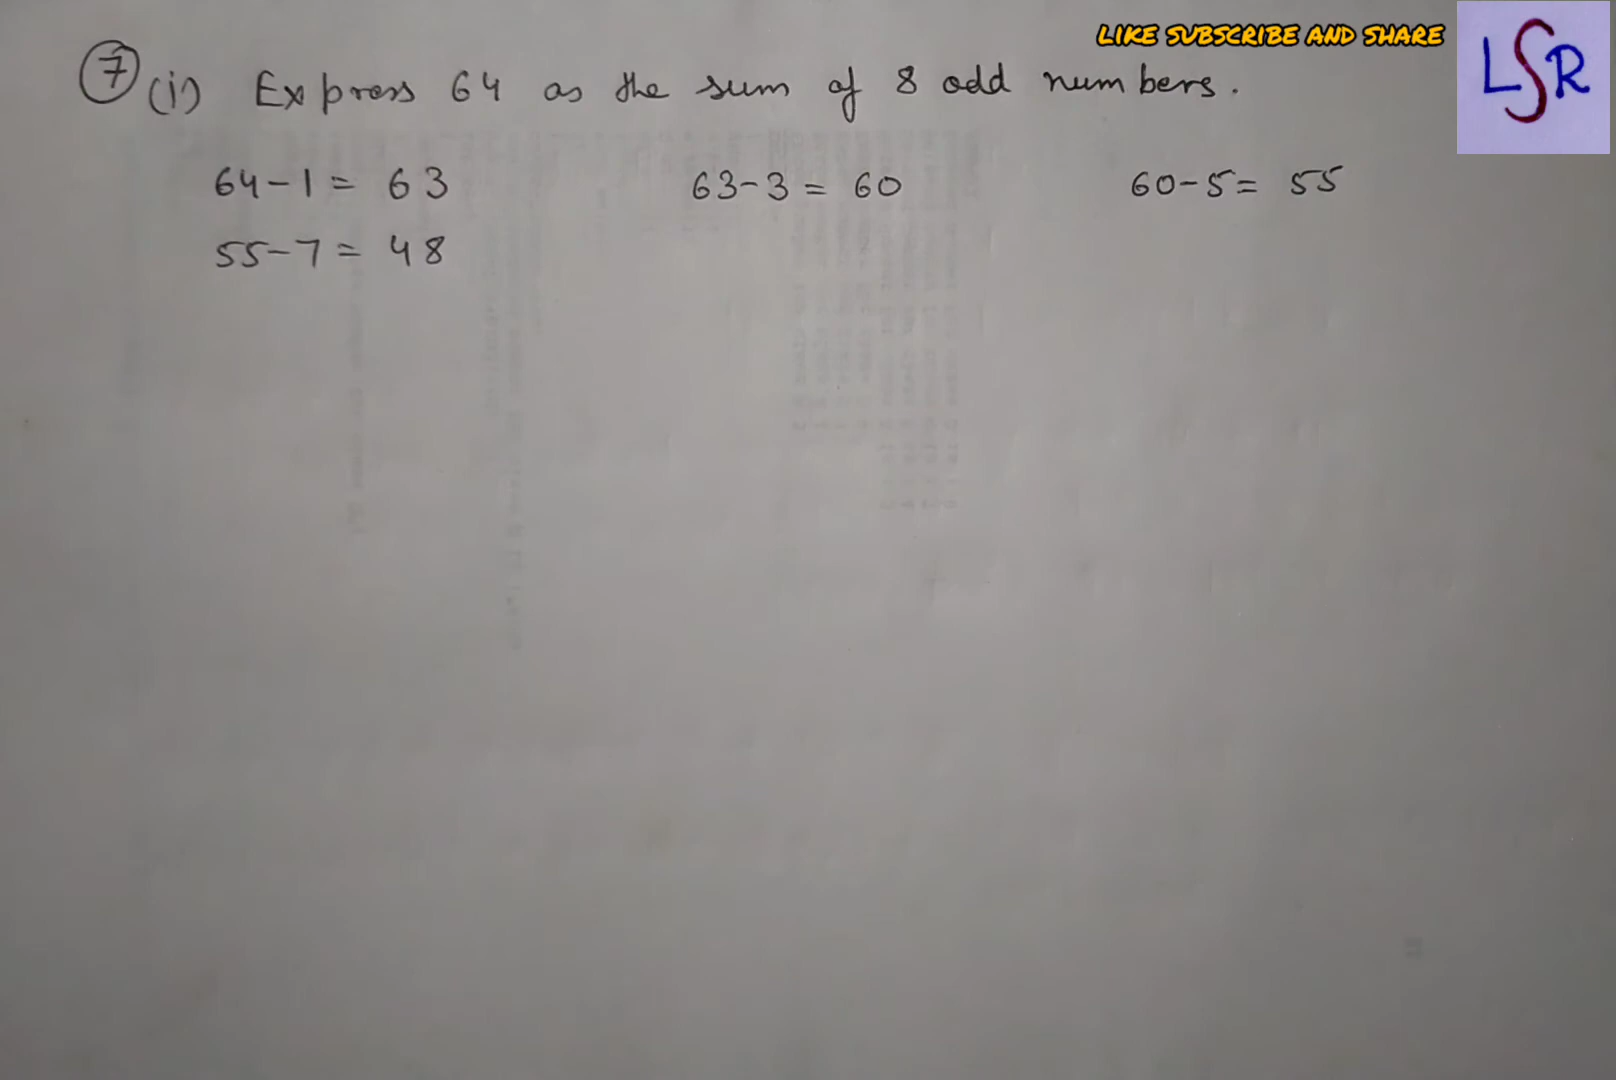 LIKE SUBSCRIBE AND SHARE
LSR
7 (i) Express 64 as the sum of 8 odd numbers.
64-1= 63 63-3= 60 60-5= 55
55-7= 48